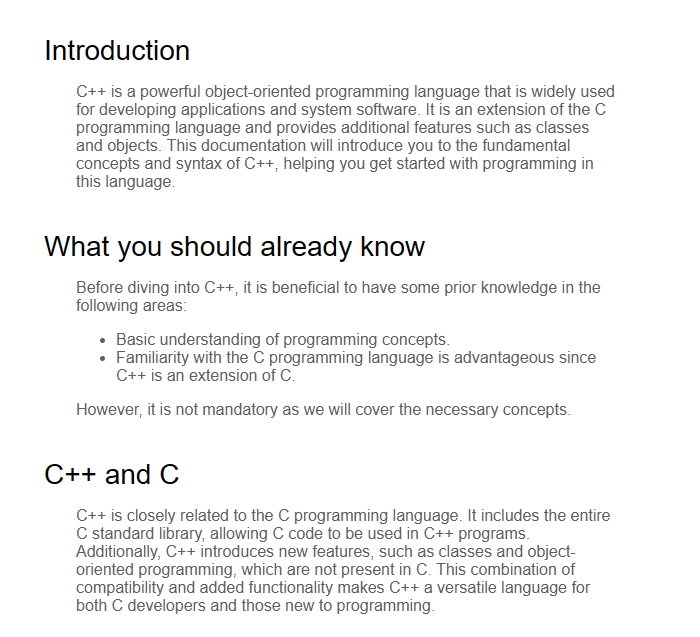 Introduction
C++ is a powerful object-oriented programming language that is widely used
for developing applications and system software. It is an extension of the C
programming language and provides additional features such as classes
and objects. This documentation will introduce you to the fundamental
concepts and syntax of C++, helping you get started with programming in
this language.
What you should already know
Before diving into C++, it is beneficial to have some prior knowledge in the
following areas:
• Basic understanding of programming concepts.
• Familiarity with the C programming language is advantageous since
C++ is an extension of C.
However, it is not mandatory as we will cover the necessary concepts.
C++ and C
C++ is closely related to the C programming language. It includes the entire
C standard library, allowing C code to be used in C++ programs.
Additionally, C++ introduces new features, such as classes and object-
oriented programming, which are not present in C. This combination of
compatibility and added functionality makes C++ a versatile language for
both C developers and those new to programming.